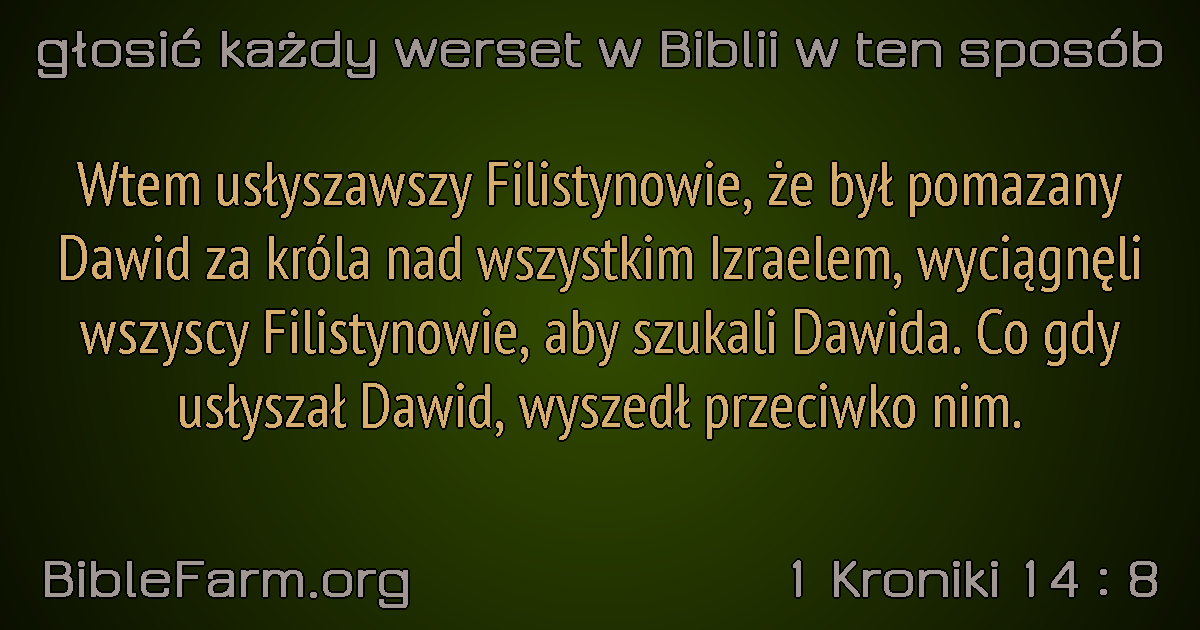 głosić każdy werset w Biblii w ten sposób
Wtem usłyszawszy Filistynowie, że był pomazany
Dawid za króla nad wszystkim Izraelem, wyciągnęli
wszyscy Filistynowie, aby szukali Dawida. Co gdy
usłyszał Dawid, wyszedł przeciwko nim.
BibleFarm.org
1 Kroniki 14 : 8